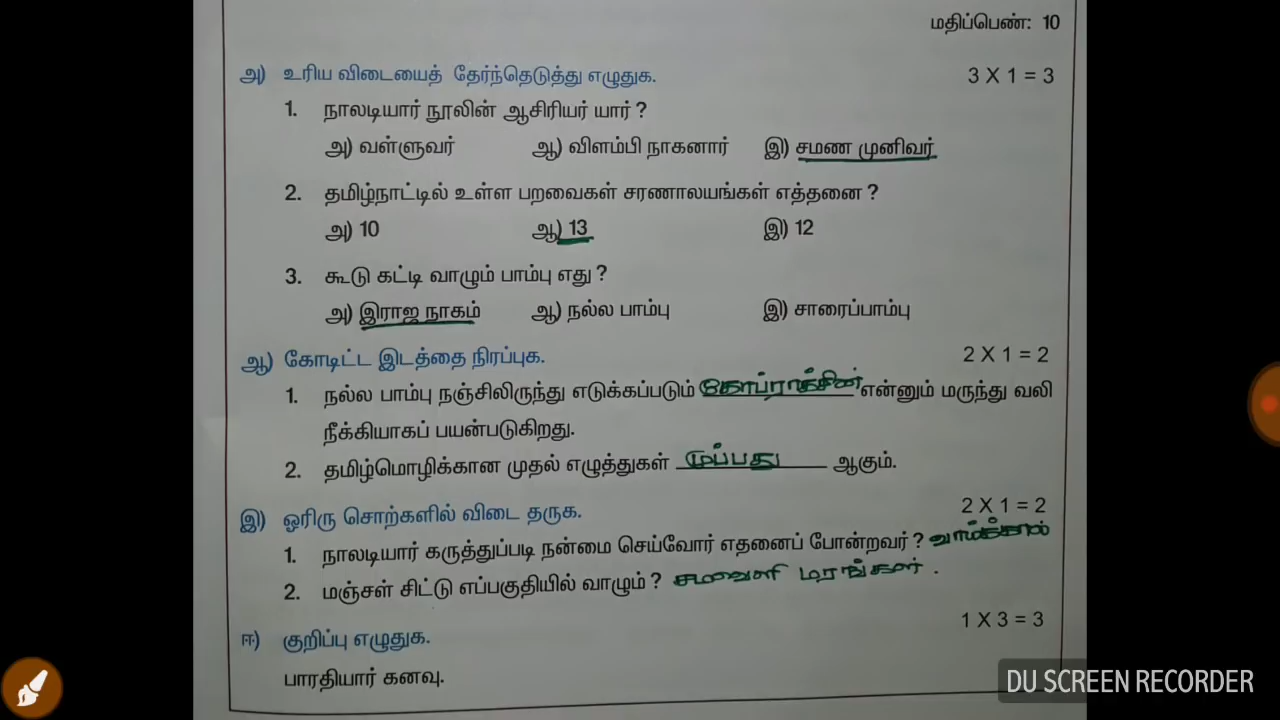 மதிப்பெண்: 10
அ) உரிய விடையைத் தேர்ந்தெடுத்து எழுதுக. 3 X 1 = 3
1. நாலடியார் நூலின் ஆசிரியர் யார் ?
அ) வள்ளுவர் ஆ) விளம்பி நாகனார் இ) சமண முனிவர்
2. தமிழ்நாட்டில் உள்ள பறவைகள் சரணாலயங்கள் எத்தனை ?
அ) 10 ஆ) 13 இ) 12
3. கூடு கட்டி வாழும் பாம்பு எது ?
அ) இராஜ நாகம் ஆ) நல்ல பாம்பு இ) சாரைப்பாம்பு
ஆ) கோடிட்ட இடத்தை நிரப்புக. 2 X 1 = 2
1. நல்ல பாம்பு நஞ்சிலிருந்து எடுக்கப்படும் கோப்ராக்சின் என்னும் மருந்து வலி
நீக்கியாகப் பயன்படுகிறது.
2. தமிழ்மொழிக்கான முதல் எழுத்துகள் முப்பது ஆகும்.
இ) ஒரிரு சொற்களில் விடை தருக. 2 X 1 = 2
1. நாலடியார் கருத்துப்படி நன்மை செய்வோர் எதனைப் போன்றவர் ? வாய்க்கால்
2. மஞ்சள் சிட்டு எப்பகுதியில் வாழும் ? சமவெளி மரங்கள் .
ஈ) குறிப்பு எழுதுக. 1 X 3 = 3
பாரதியார் கனவு.
DU SCREEN RECORDER